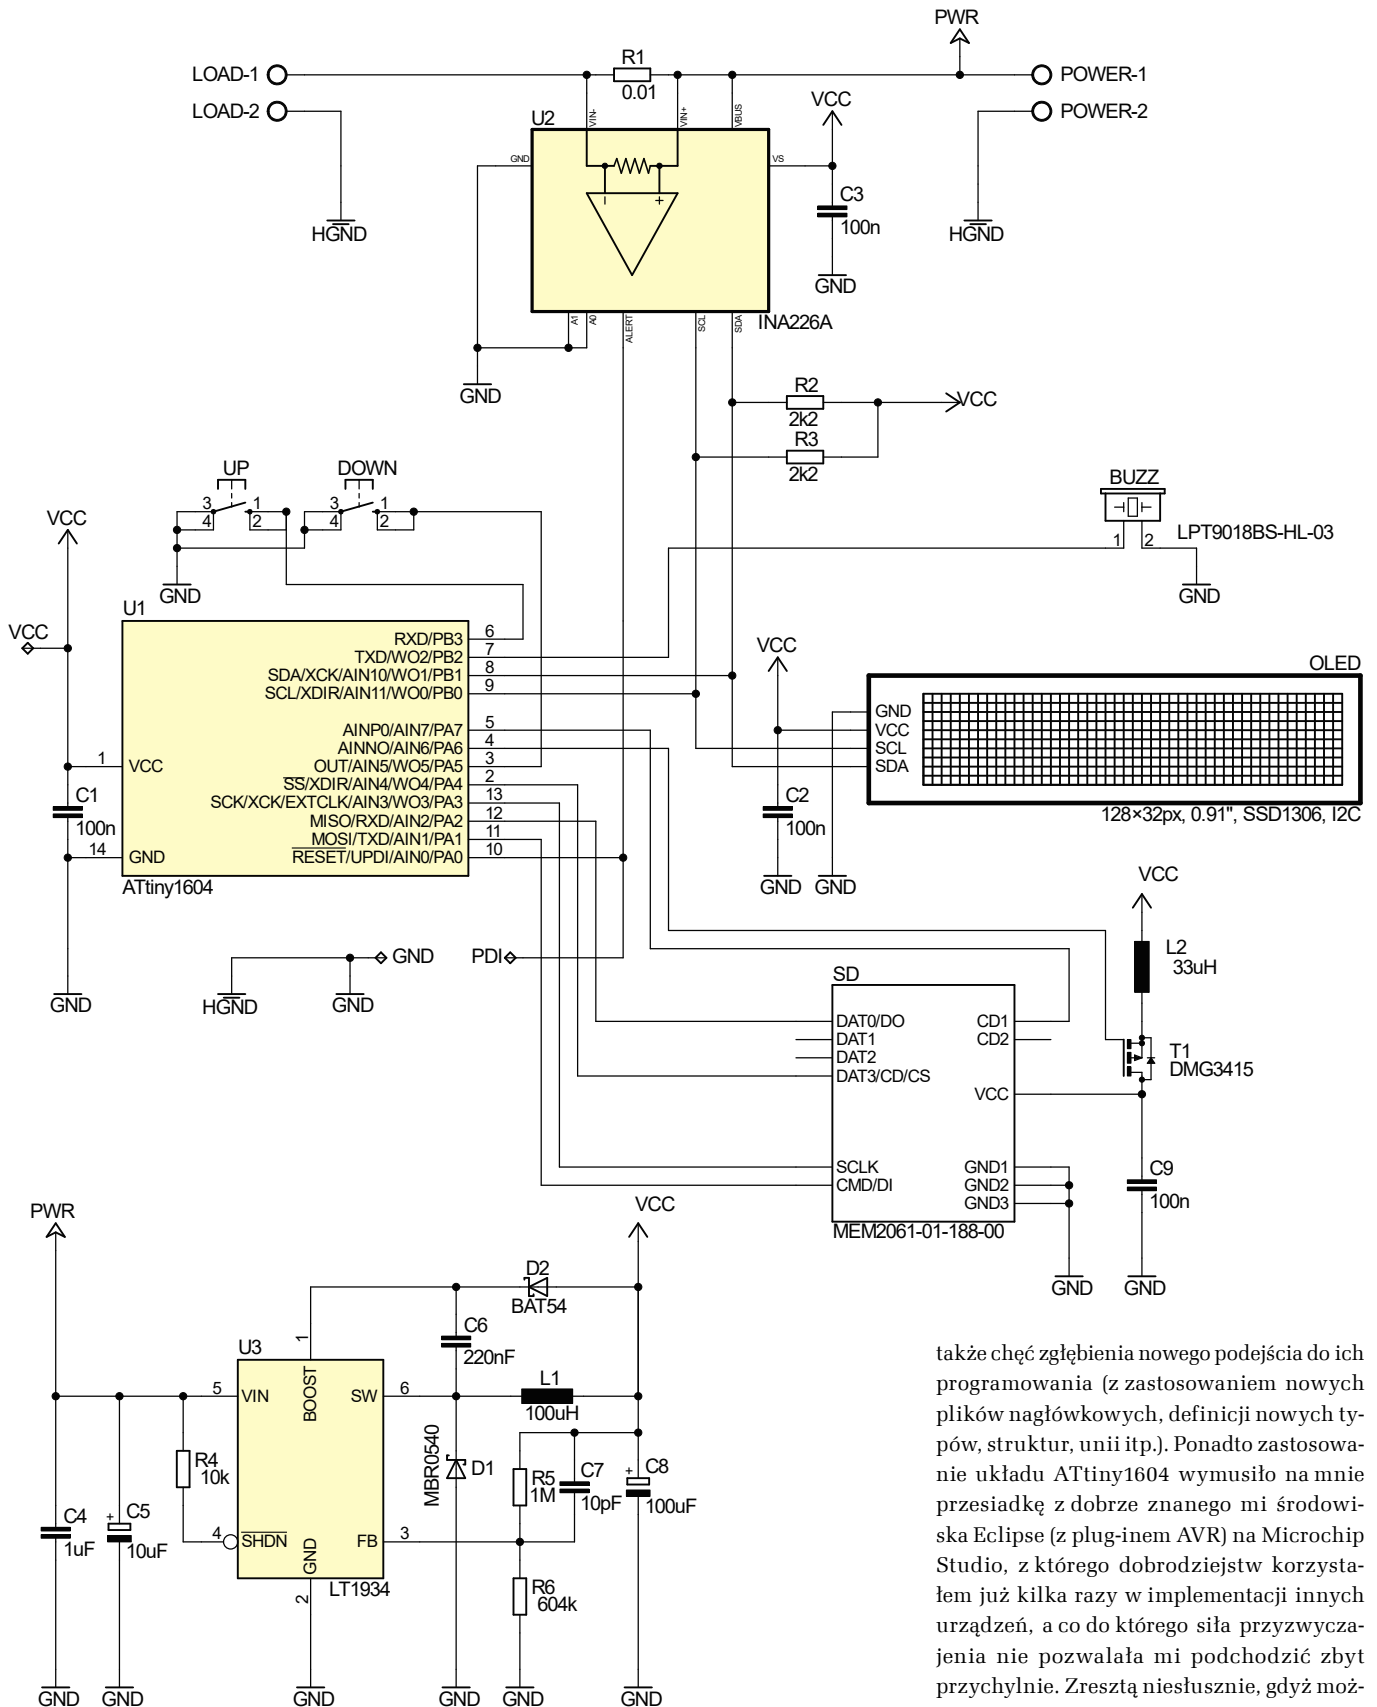 PWR
LOAD-1
R1
0.01
POWER-1
LOAD-2
POWER-2
VCC
U2
VIN-
VIN+
VBUS
GND
VS
C3
100n
HGND
HGND
GND
A1
A0
ALERT
SCL
SDA
INA226A
GND
R2
2k2
VCC
R3
2k2
UP
DOWN
3
4
1
2
3
4
1
2
BUZZ
LPT9018BS-HL-03
1
2
GND
VCC
GND
U1
VCC
RXD/PB3 6
TXD/WO2/PB2 7
SDA/XCK/AIN10/WO1/PB1 8
SCL/XDIR/AIN11/WO0/PB0 9
AINP0/AIN7/PA7 5
AINNO/AIN6/PA6 4
OUT/AIN5/WO5/PA5 3
SS/XDIR/AIN4/WO4/PA4 2
SCK/XCK/EXTCLK/AIN3/WO3/PA3 13
MISO/RXD/AIN2/PA2 12
MOSI/TXD/AIN1/PA1 11
RESET/UPDI/AIN0/PA0 10
1 VCC
14 GND
C1
100n
ATtiny1604
GND
VCC
OLED
GND
VCC
SCL
SDA
128×32px, 0.91", SSD1306, I2C
C2
100n
GND
GND
HGND
GND
GND
PDI
VCC
L2
33uH
T1
DMG3415
SD
DAT0/DO
DAT1
DAT2
DAT3/CD/CS
SCLK
CMD/DI
CD1
CD2
VCC
GND1
GND2
GND3
MEM2061-01-188-00
C9
100n
GND
GND
PWR
VCC
D2
BAT54
C6
220nF
U3
1
BOOST
5 VIN
SW 6
L1
100uH
R4
10k
MBR0540
D1
R5
1M
C7
10pF
C8
+
100uF
C4
1uF
C5
+
10uF
4 SHDN
FB 3
GND
2
LT1934
R6
604k
GND
GND
GND
GND
GND
GND
także chęć zgłębienia nowego podejścia do ich
programowania (z zastosowaniem nowych
plików nagłówkowych, definicji nowych ty-
pów, struktur, unii itp.). Ponadto zastosowa-
nie układu ATtiny1604 wymusiło na mnie
przesiadkę z dobrze znanego mi środowi-
ska Eclipse (z plug-inem AVR) na Microchip
Studio, z którego dobrodziejstw korzysta-
łem już kilka razy w implementacji innych
urządzeń, a co do którego siła przyzwycza-
jenia nie pozwalała mi podchodzić zbyt
przychylnie. Zresztą niesłusznie, gdyż moż-